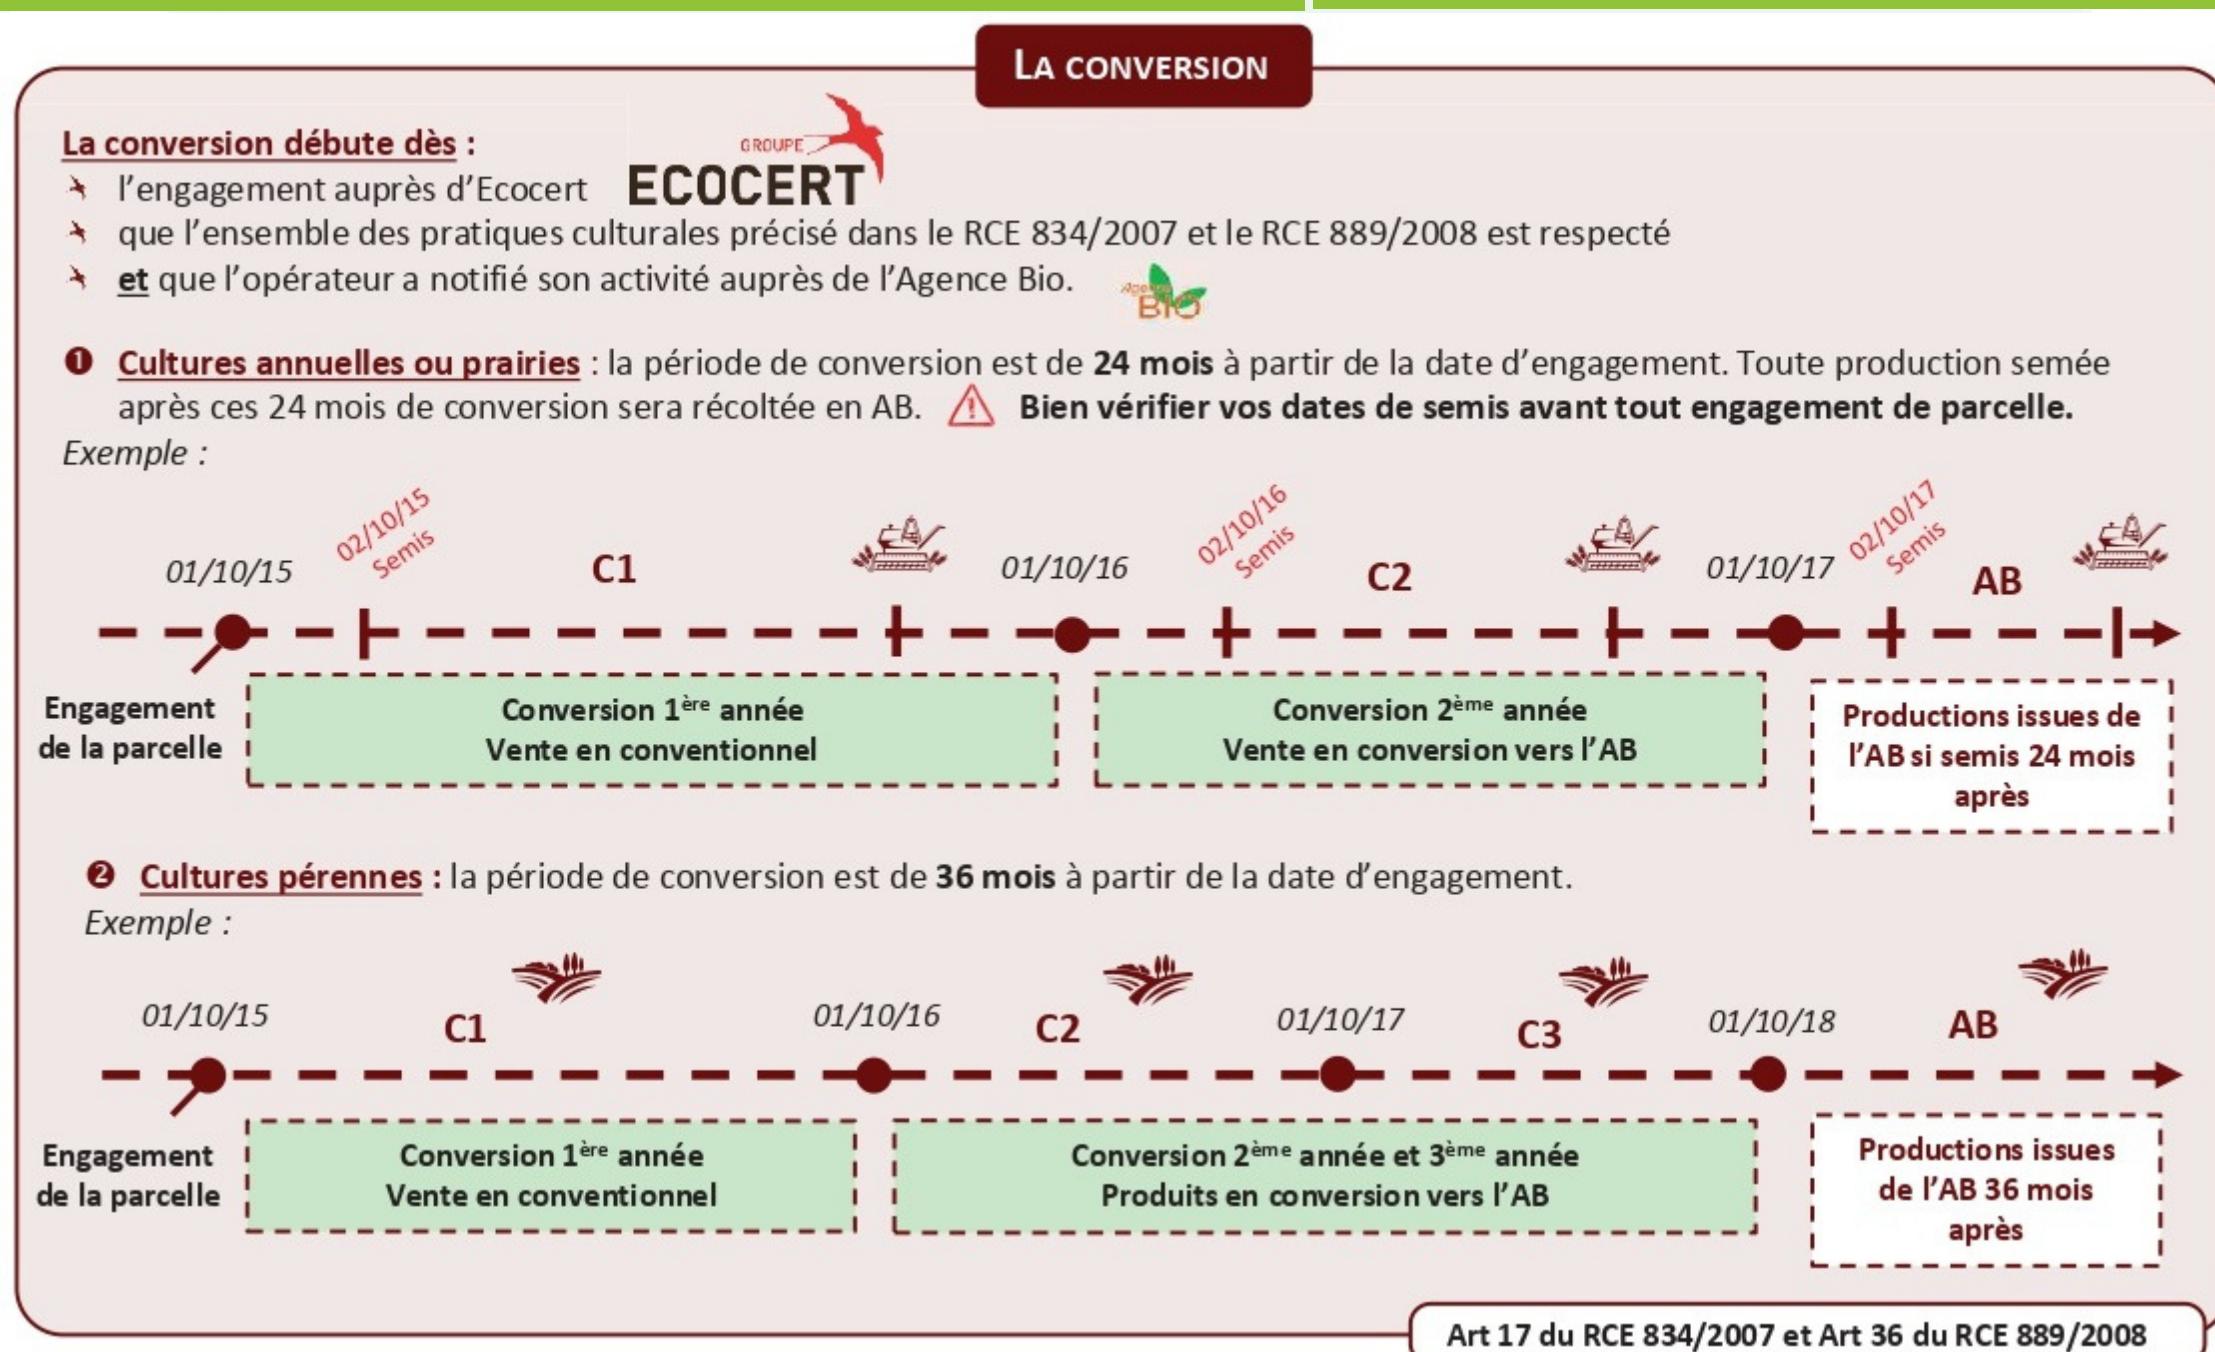 LA CONVERSION
La conversion débute dès :
GROUPE
ECOCERT
l'engagement auprès d'Ecocert
que l'ensemble des pratiques culturales précisé dans le RCE 834/2007 et le RCE 889/2008 est respecté
et que l'opérateur a notifié son activité auprès de l'Agence Bio.
Agence
BIO
❶ Cultures annuelles ou prairies : la période de conversion est de 24 mois à partir de la date d'engagement. Toute production semée
après ces 24 mois de conversion sera récoltée en AB. Bien vérifier vos dates de semis avant tout engagement de parcelle.
Exemple :
01/10/15
02/10/15
Semis
C1
01/10/16
02/10/16
Semis
C2
01/10/17
02/10/17
Semis
AB
Engagement
de la parcelle
Conversion 1ère année
Vente en conventionnel
Conversion 2ème année
Vente en conversion vers l'AB
Productions issues de
l'AB si semis 24 mois
après
❷ Cultures pérennes : la période de conversion est de 36 mois à partir de la date d'engagement.
Exemple :
01/10/15
C1
01/10/16
C2
01/10/17
C3
01/10/18
AB
Engagement
de la parcelle
Conversion 1ère année
Vente en conventionnel
Conversion 2ème année et 3ème année
Produits en conversion vers l'AB
Productions issues
de l'AB 36 mois
après
Art 17 du RCE 834/2007 et Art 36 du RCE 889/2008